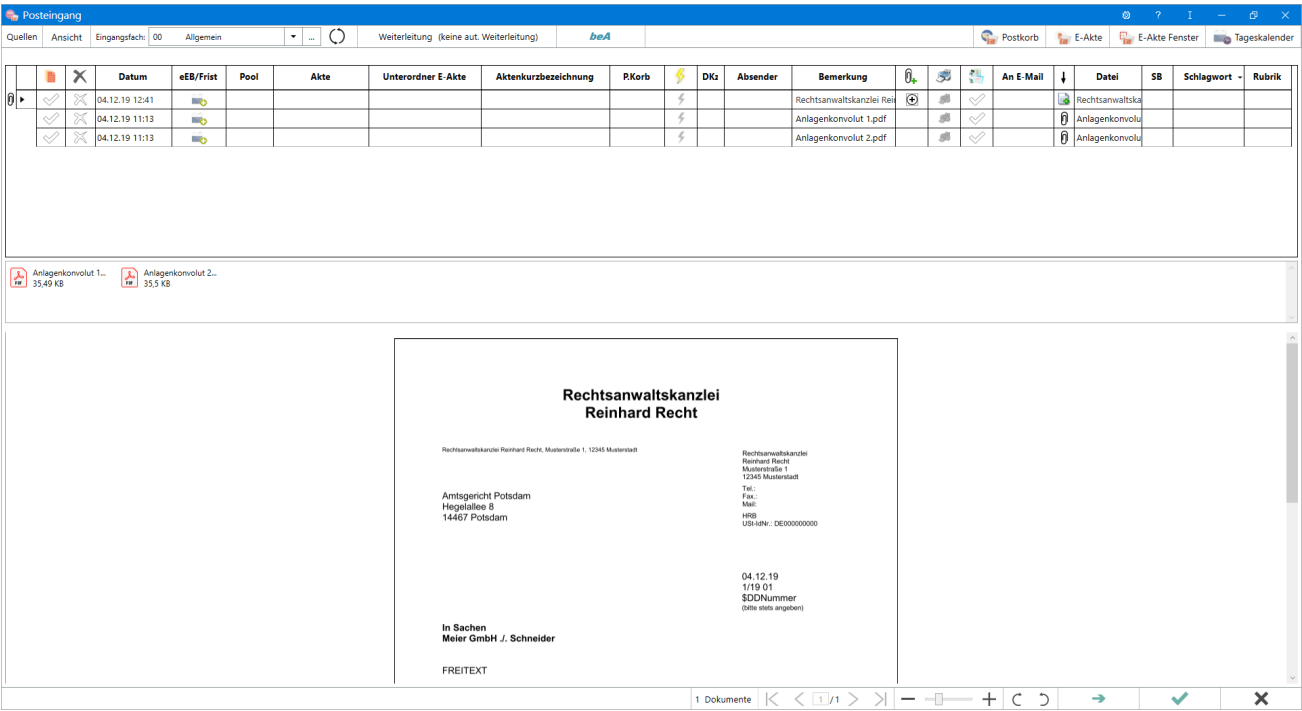 Posteingang
Quellen Ansicht Eingangsfach: 00 Allgemein ... Weiterleitung (keine aut. Weiterleitung) beA Postkorb E-Akte E-Akte Fenster Tageskalender
Datum eEB/Frist Pool Akte Unterordner E-Akte Aktenkurzbezeichnung P.Korb DKz Absender Bemerkung An E-Mail Datei SB Schlagwort Rubrik
04.12.19 12:41 Rechtsanwaltskanzlei Rei Rechtsanwaltska
04.12.19 11:13 Anlagenkonvolut 1.pdf Anlagenkonvolu
04.12.19 11:13 Anlagenkonvolut 2.pdf Anlagenkonvolu
Anlagenkonvolut 1... Anlagenkonvolut 2...
35,49 KB 35,5 KB
Rechtsanwaltskanzlei
Reinhard Recht
Rechtsanwaltskanzlei Reinhard Recht, Musterstraße 1, 12345 Musterstadt
Rechtsanwaltskanzlei
Reinhard Recht
Musterstraße 1
12345 Musterstadt
Tel.:
Fax.:
Mail:
HRB
USt-IdNr.: DE000000000
Amtsgericht Potsdam
Hegelallee 8
14467 Potsdam
04.12.19
1/19 01
$DDNummer
(bitte stets angeben)
In Sachen
Meier GmbH ./. Schneider
FREITEXT
1 Dokumente 1 /1